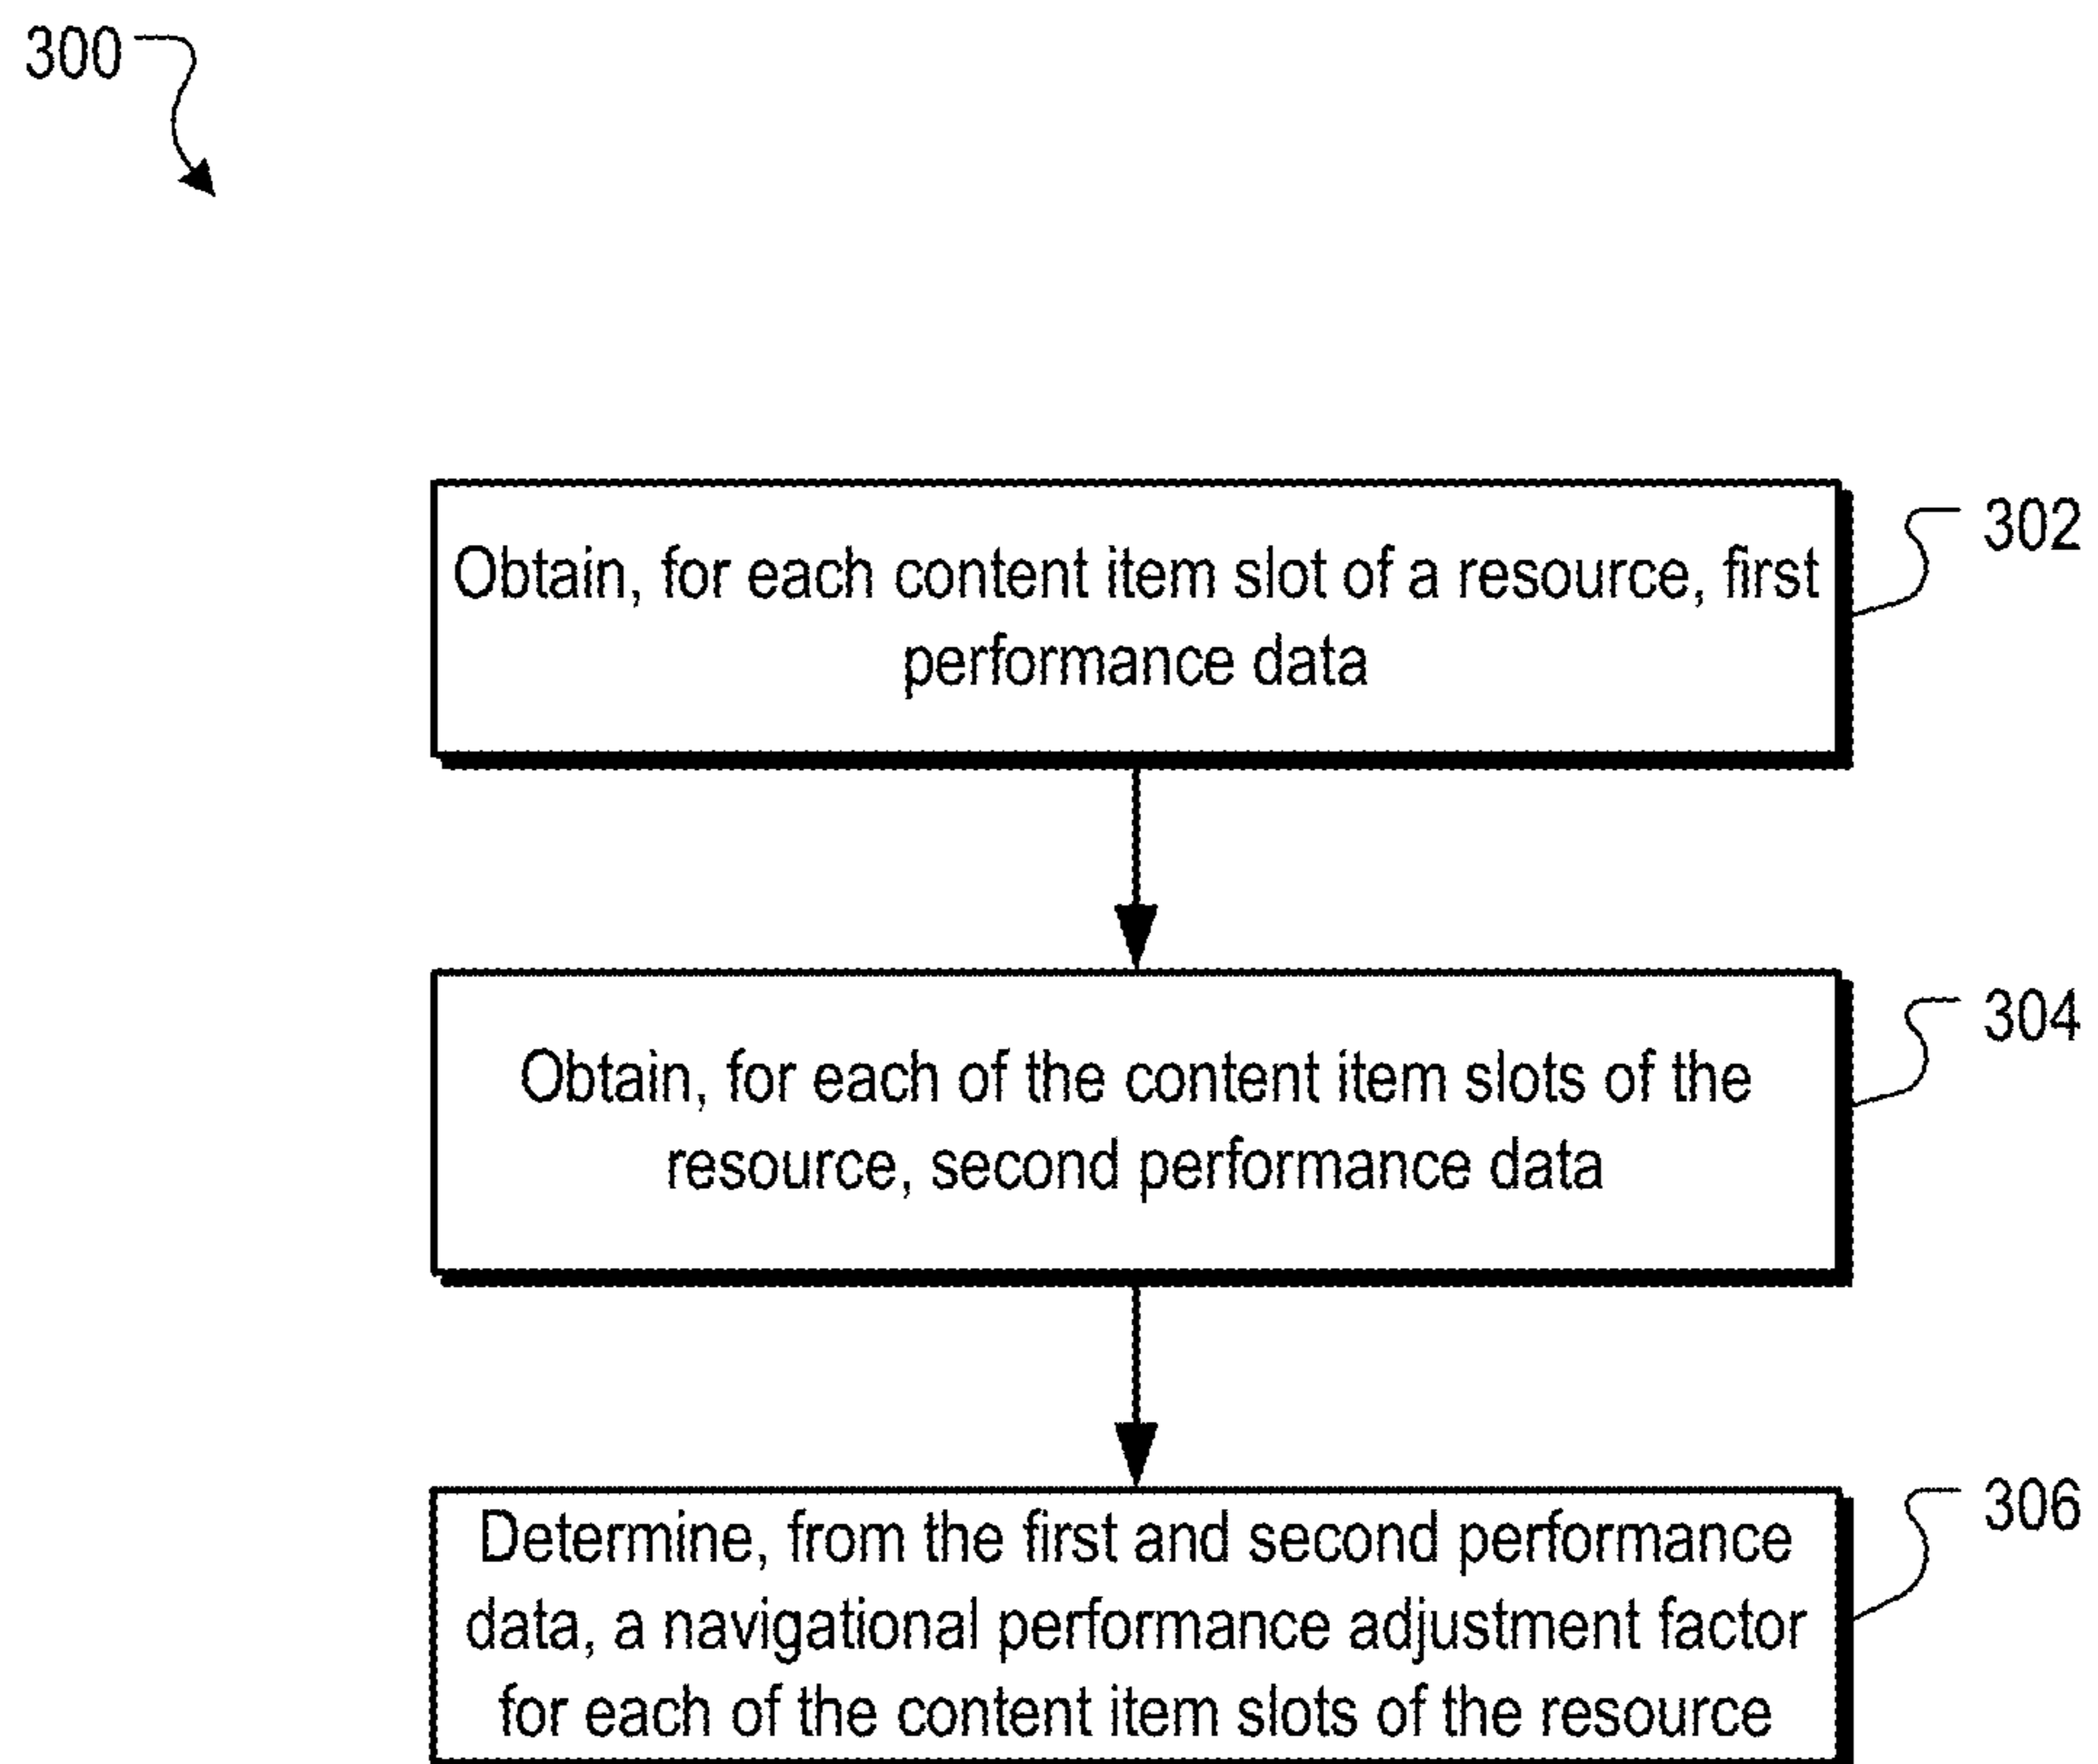 300
Obtain, for each content item slot of a resource, first
performance data
302
Obtain, for each of the content item slots of the
resource, second performance data
304
Determine, from the first and second performance
data, a navigational performance adjustment factor
for each of the content item slots of the resource
306